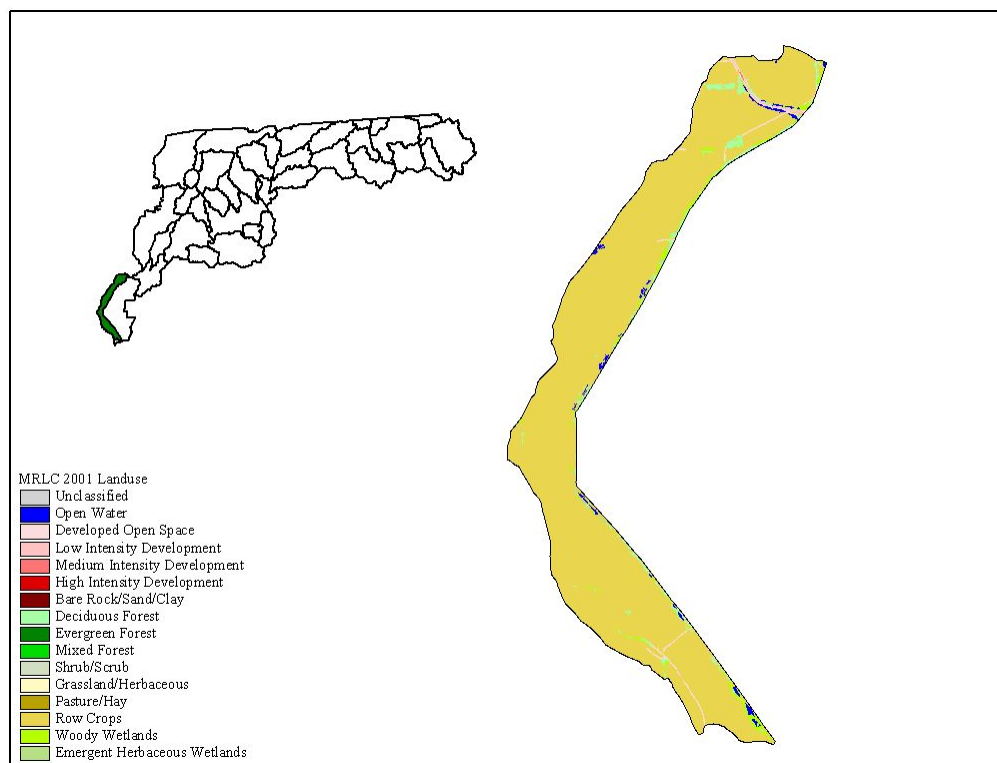 MRLC 2001 Landuse
Unclassified
Open Water
Developed Open Space
Low Intensity Development
Medium Intensity Development
High Intensity Development
Bare Rock/Sand/Clay
Deciduous Forest
Evergreen Forest
Mixed Forest
Shrub/Scrub
Grassland/Herbaceous
Pasture/Hay
Row Crops
Woody Wetlands
Emergent Herbaceous Wetlands